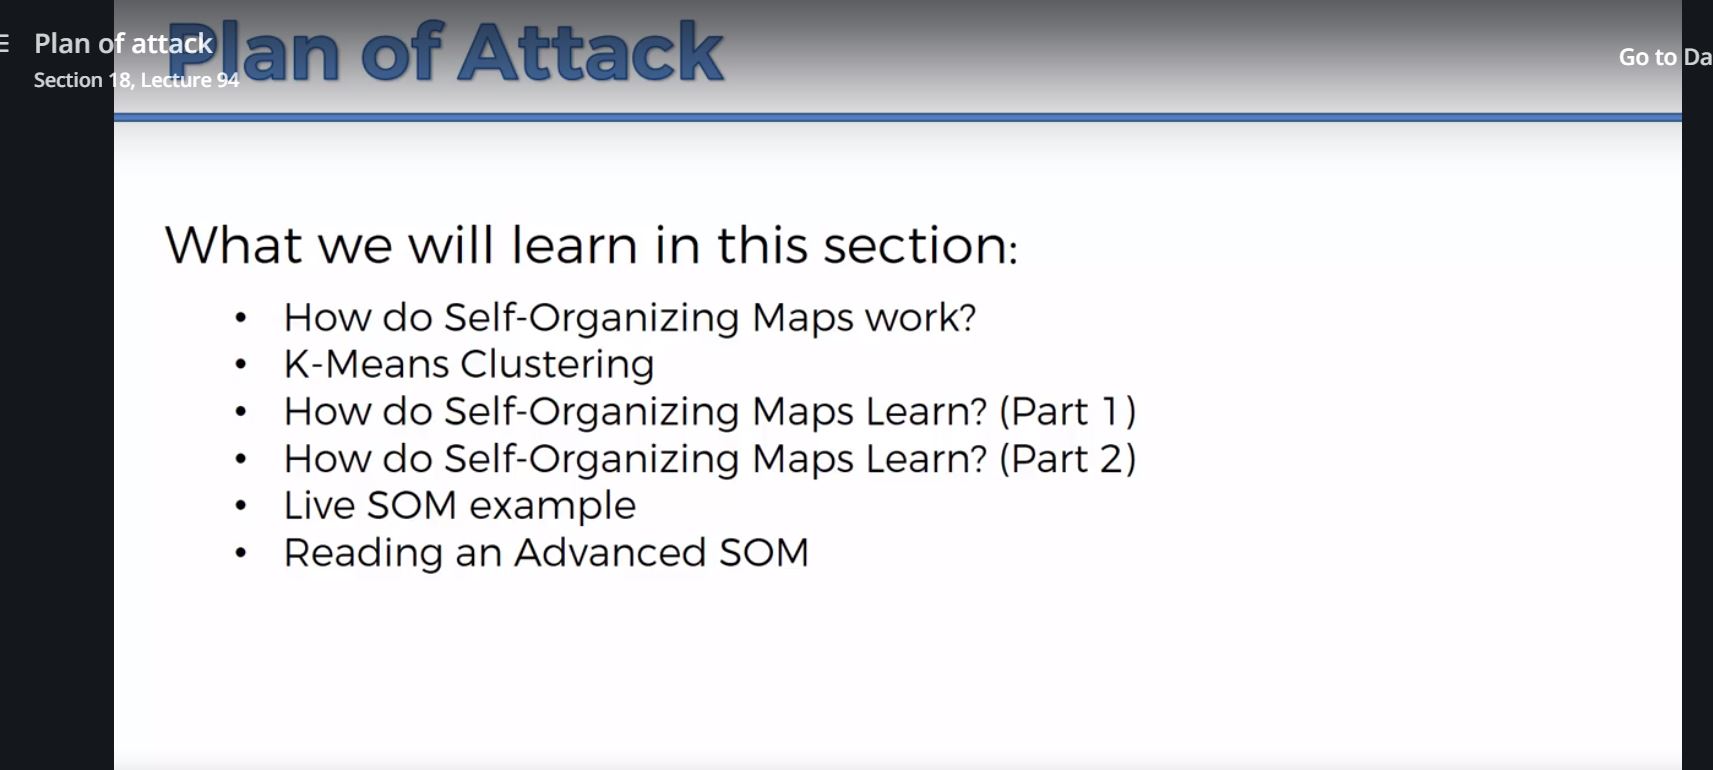 Plan of Attack
Plan of attack
Section 18, Lecture 94
Go to Da
What we will learn in this section:
• How do Self-Organizing Maps work?
• K-Means Clustering
• How do Self-Organizing Maps Learn? (Part 1)
• How do Self-Organizing Maps Learn? (Part 2)
• Live SOM example
• Reading an Advanced SOM